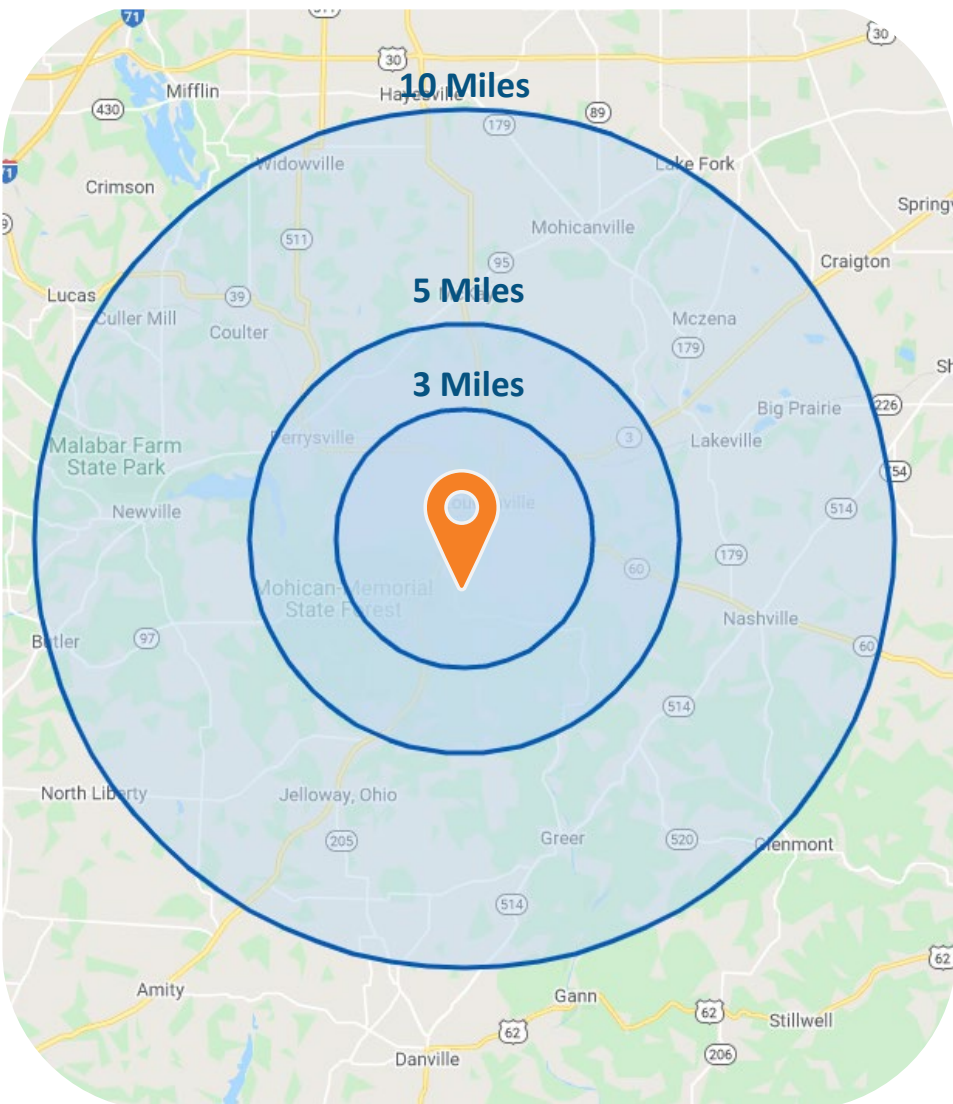 71
30
30
10 Miles
Mifflin
Hayesville
430
89
179
Widowville
Lake Fork
71
Crimson
Mohicanville
511
95
Craigton
5 Miles
Lucas
39
Culler Mill
Mczena
Coulter
179
3 Miles
226
Big Prairie
Perrysville
3
Lakeville
Malabar Farm
State Park
514
Newville
179
60
Mohican-Memorial
State Forest
Nashville
Butler
97
60
514
North Liberty
Jelloway, Ohio
205
Greer
520
Glenmont
514
62
Amity
Gann
62
Stillwell
62
206
Danville